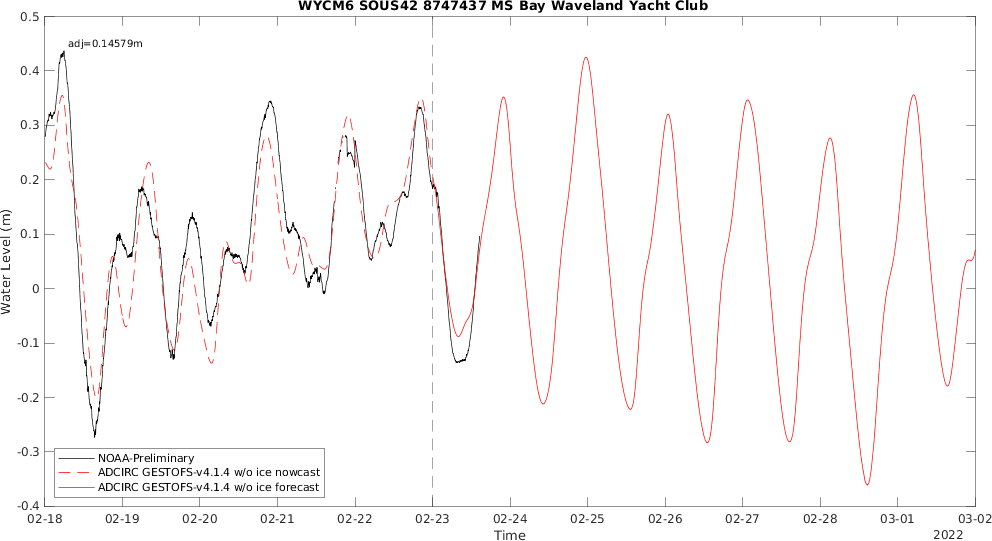 WYCM6 SOUS42 8747437 MS Bay Waveland Yacht Club
adj=0.14579m
0.5
0.4
0.3
0.2
0.1
0
-0.1
-0.2
-0.3
-0.4
Water Level (m)
NOAA-Preliminary
ADCIRC GESTOFS-v4.1.4 w/o ice nowcast
ADCIRC GESTOFS-v4.1.4 w/o ice forecast
02-18 02-19 02-20 02-21 02-22 02-23 02-24 02-25 02-26 02-27 02-28 03-01 03-02
Time
2022